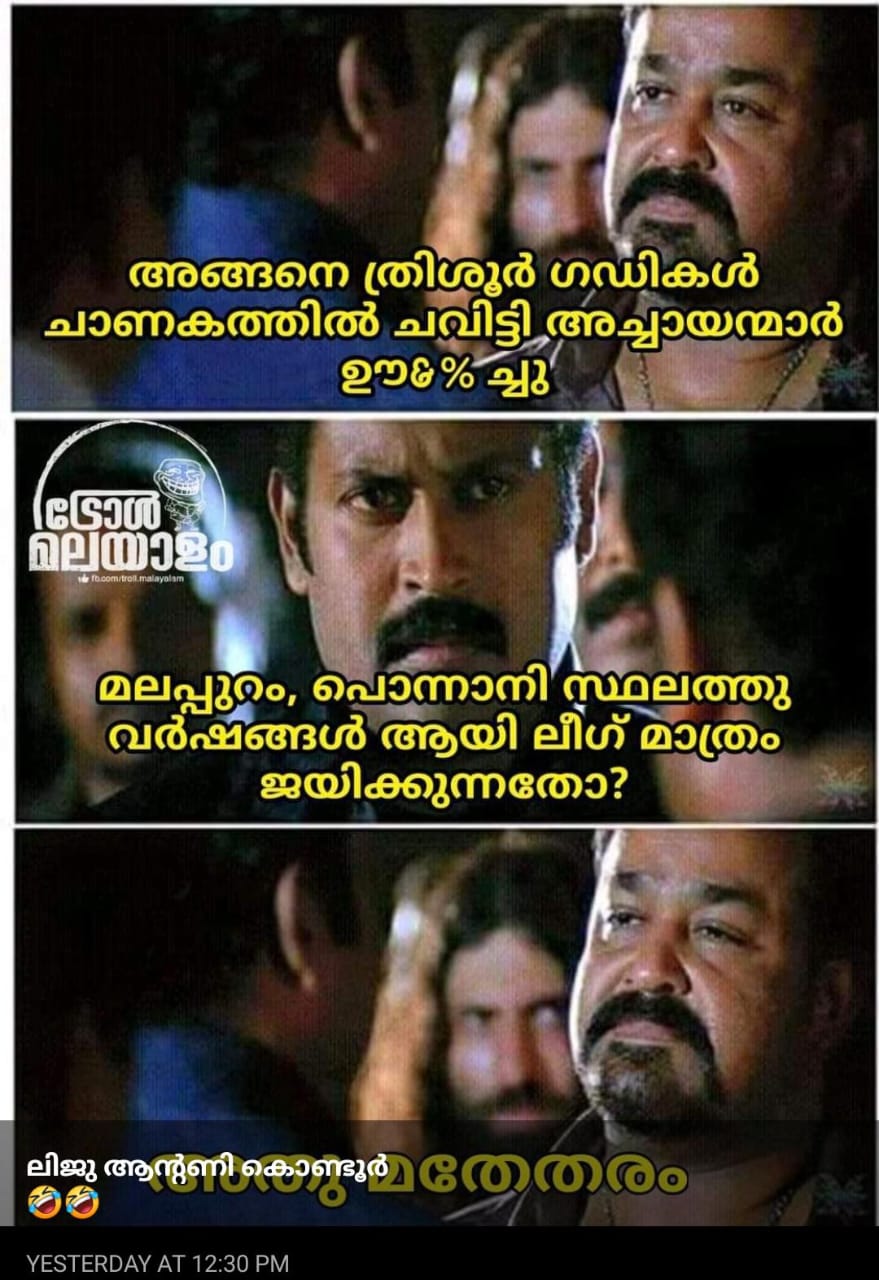 അങ്ങനെ ത്രിശൂർ ഗഡികൾ
ചാണകത്തിൽ ചവിട്ടി അച്ചായന്മാർ
ഊ&% ച്ചു
ട്രോൾ
മലയാളം
fb.com/troll.malayalam
മലപ്പുറം, പൊന്നാനി സ്ഥലത്തു
വർഷങ്ങൾ ആയി ലീഗ് മാത്രം
ജയിക്കുന്നതോ?
അതു മതേതരം
ലിജു ആന്റണി കൊണ്ടൂർ
🤣🤣
YESTERDAY AT 12:30 PM